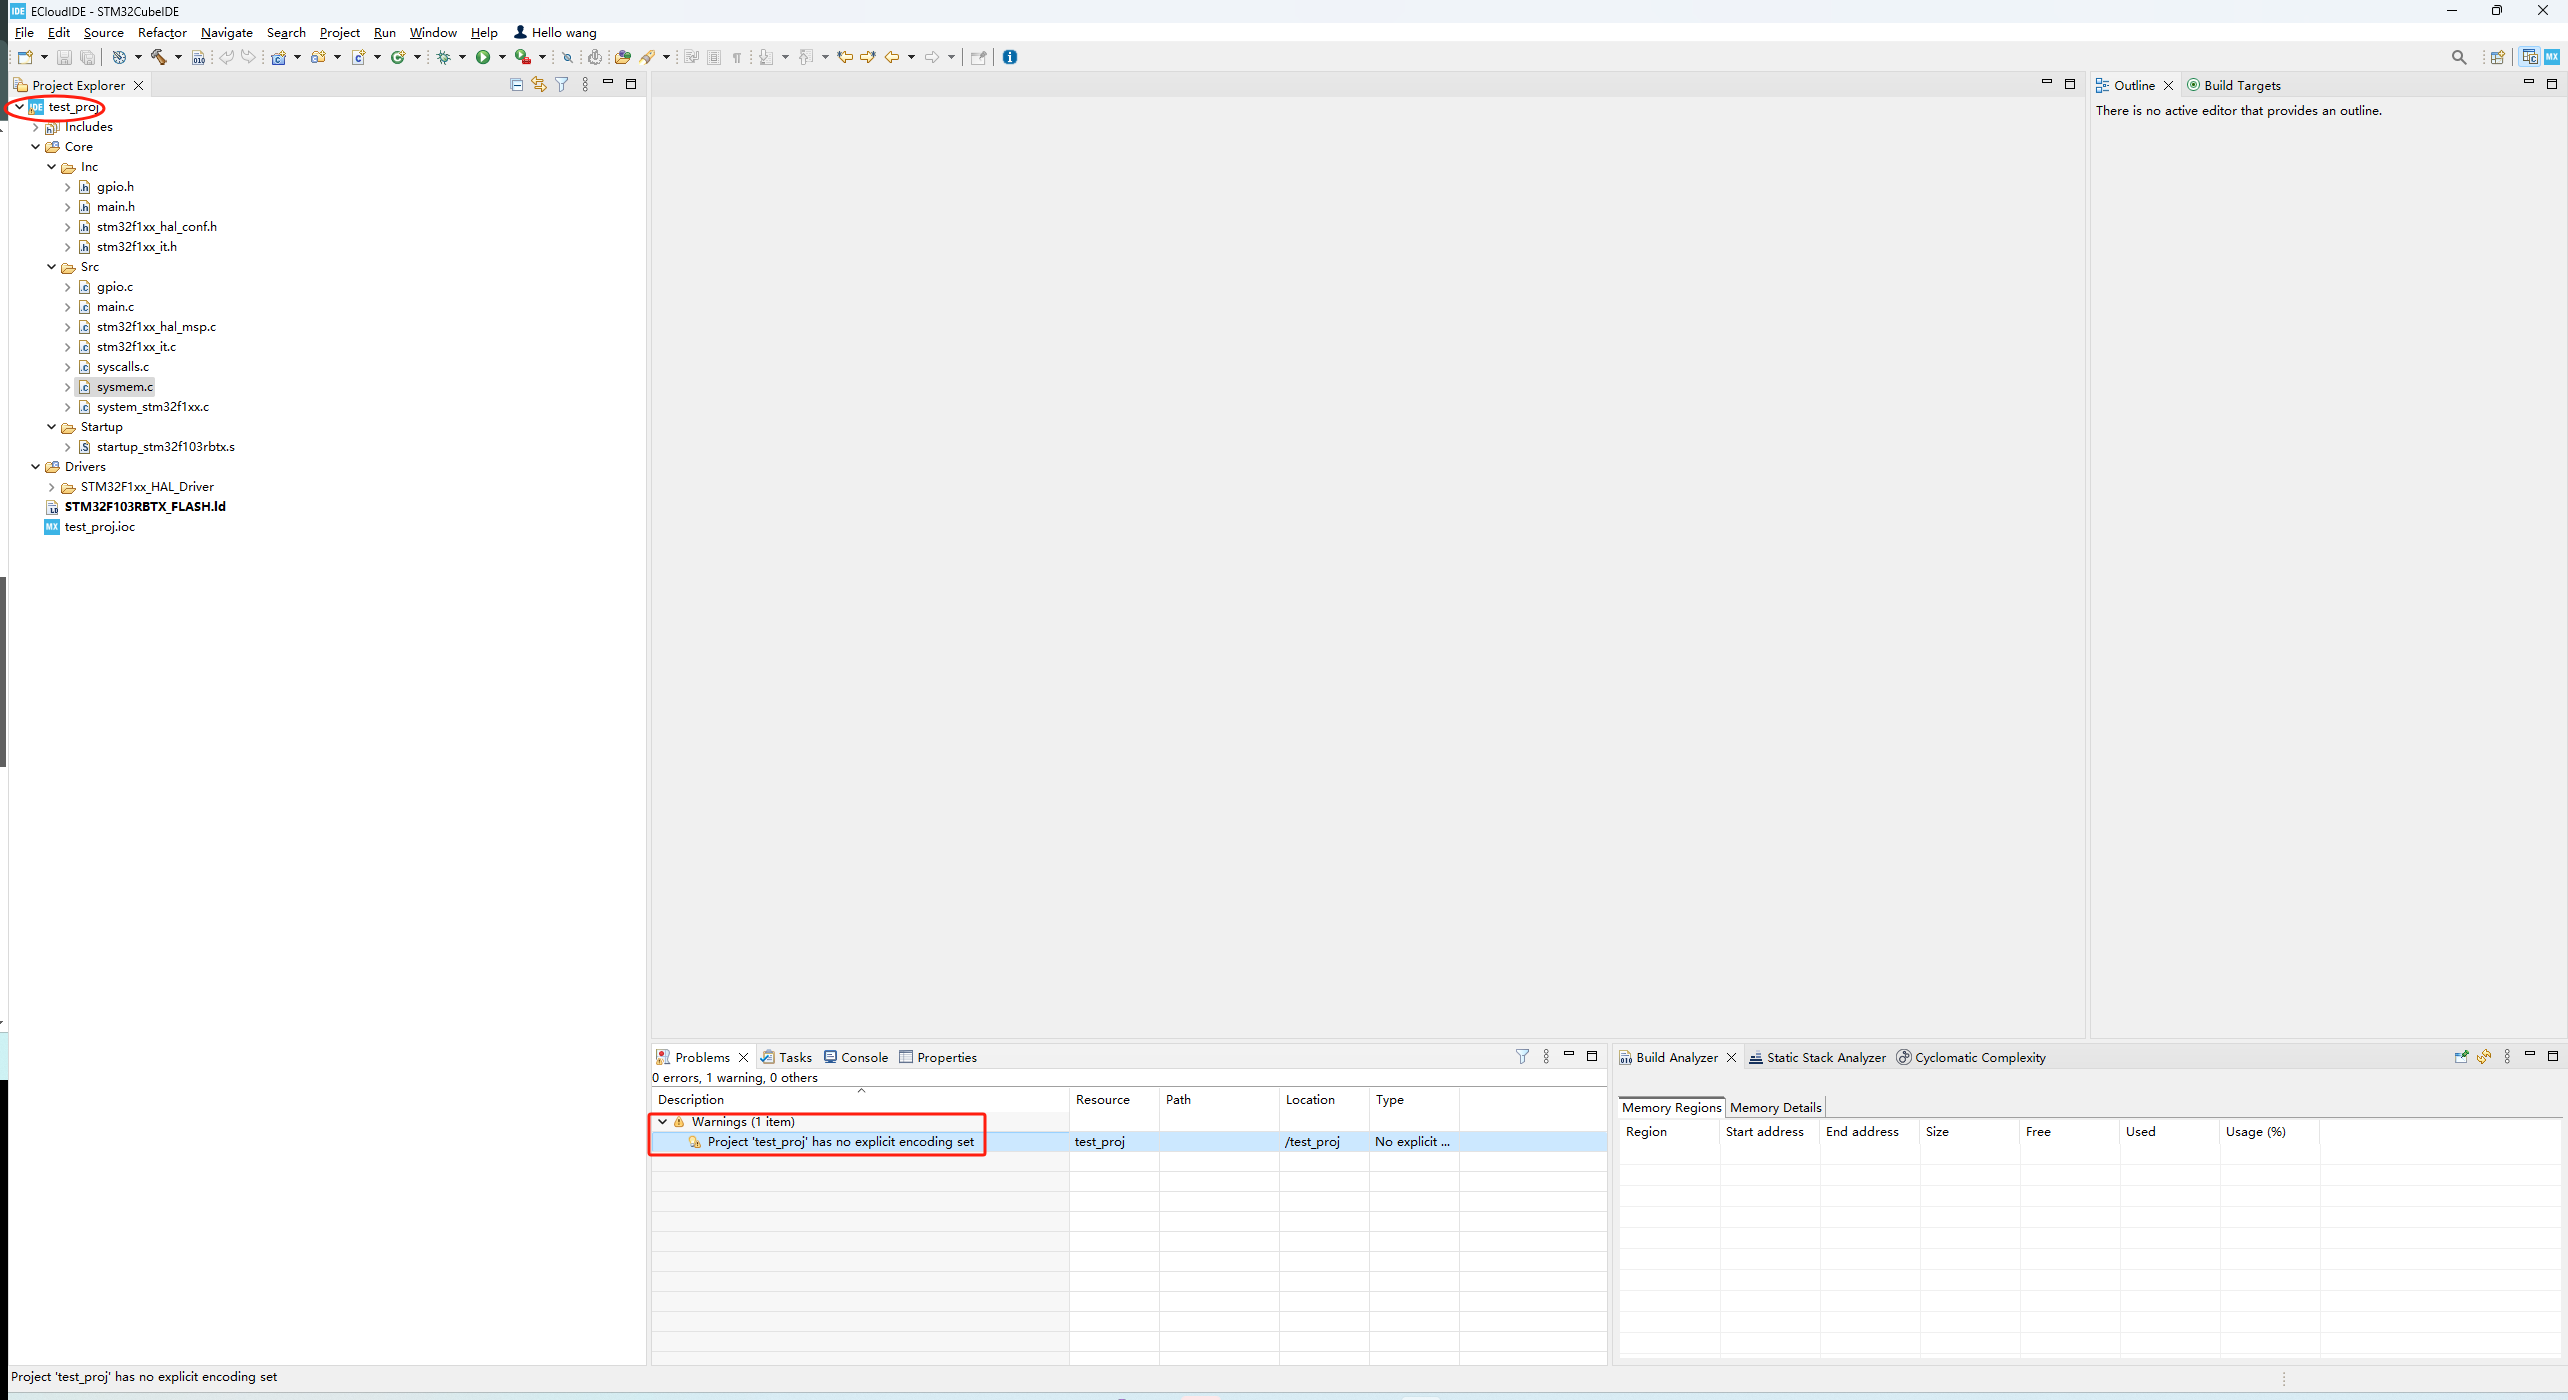 IDE ECloudIDE - STM32CubeIDE
File Edit Source Refactor Navigate Search Project Run Window Help Hello wang
Project Explorer
test_proj
Includes
Core
Inc
gpio.h
main.h
stm32f1xx_hal_conf.h
stm32f1xx_it.h
Src
gpio.c
main.c
stm32f1xx_hal_msp.c
stm32f1xx_it.c
syscalls.c
sysmem.c
system_stm32f1xx.c
Startup
startup_stm32f103rbtx.s
Drivers
STM32F1xx_HAL_Driver
STM32F103RBTX_FLASH.ld
MX test_proj.ioc
Outline Build Targets
There is no active editor that provides an outline.
Problems Tasks Console Properties
0 errors, 1 warning, 0 others
Description Resource Path Location Type
Warnings (1 item)
Project 'test_proj' has no explicit encoding set test_proj /test_proj No explicit ...
Build Analyzer Static Stack Analyzer Cyclomatic Complexity
Memory Regions Memory Details
Region Start address End address Size Free Used Usage (%)
Project 'test_proj' has no explicit encoding set